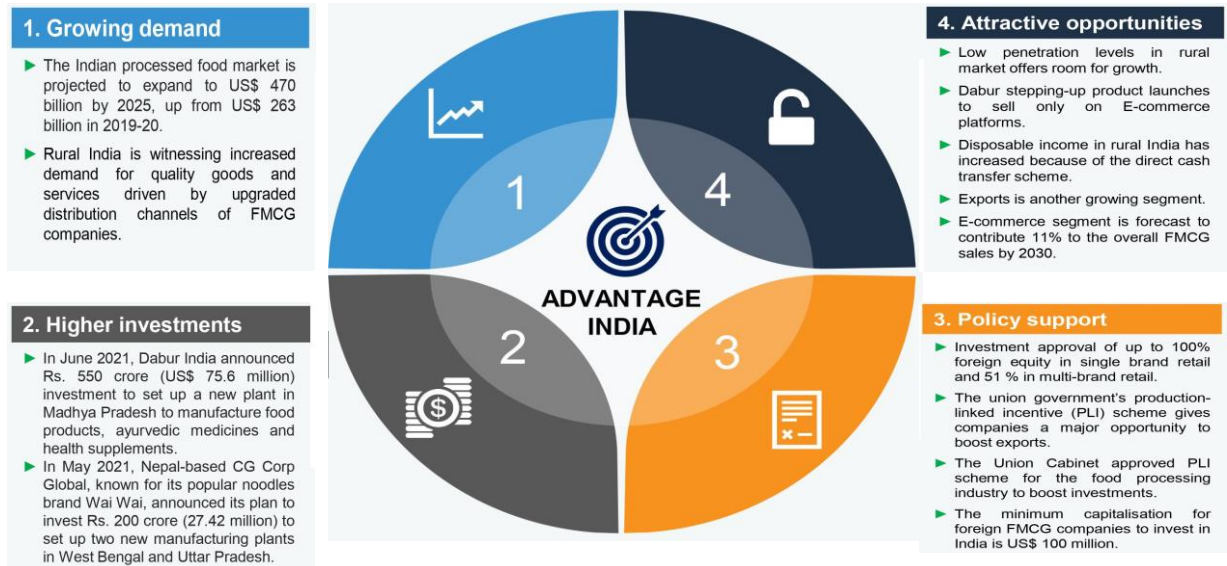 1. Growing demand
► The Indian processed food market is
projected to expand to US$ 470
billion by 2025, up from US$ 263
billion in 2019-20.
► Rural India is witnessing increased
demand for quality goods and
services driven by upgraded
distribution channels of FMCG
companies.
2. Higher investments
► In June 2021, Dabur India announced
Rs. 550 crore (US$ 75.6 million)
investment to set up a new plant in
Madhya Pradesh to manufacture food
products, ayurvedic medicines and
health supplements.
► In May 2021, Nepal-based CG Corp
Global, known for its popular noodles
brand Wai Wai, announced its plan to
invest Rs. 200 crore (27.42 million) to
set up two new manufacturing plants
in West Bengal and Uttar Pradesh.
1
4
ADVANTAGE
INDIA
2
$
3
4. Attractive opportunities
► Low penetration levels in rural
market offers room for growth.
► Dabur stepping-up product launches
to sell only on E-commerce
platforms.
► Disposable income in rural India has
increased because of the direct cash
transfer scheme.
► Exports is another growing segment.
► E-commerce segment is forecast to
contribute 11% to the overall FMCG
sales by 2030.
3. Policy support
► Investment approval of up to 100%
foreign equity in single brand retail
and 51 % in multi-brand retail.
► The union government's production-
linked incentive (PLI) scheme gives
companies a major opportunity to
boost exports.
► The Union Cabinet approved PLI
scheme for the food processing
industry to boost investments.
► The minimum capitalisation for
foreign FMCG companies to invest in
India is US$ 100 million.